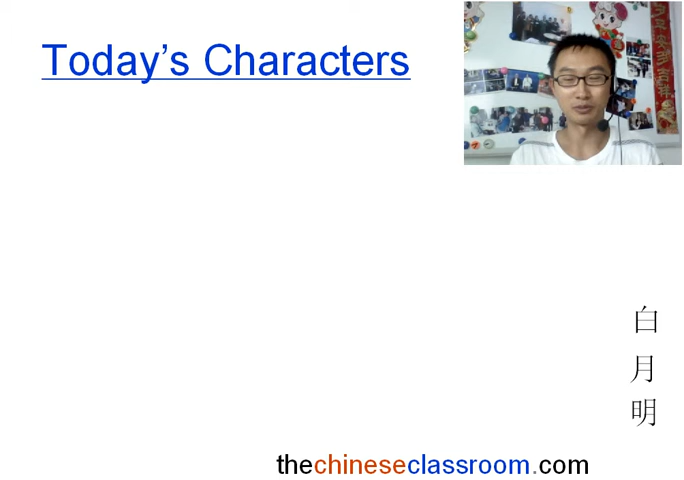 Today's Characters
白
月
明
thechineseclassroom.com